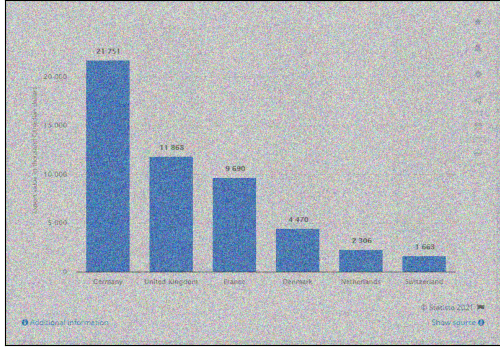 21 751
20 000
15 000
11 868
10 000
9 690
5 000
4 470
2 306
1 663
0
Germany United Kingdom France Denmark Netherlands Switzerland
© Statista 2021
Additional Information
Show source